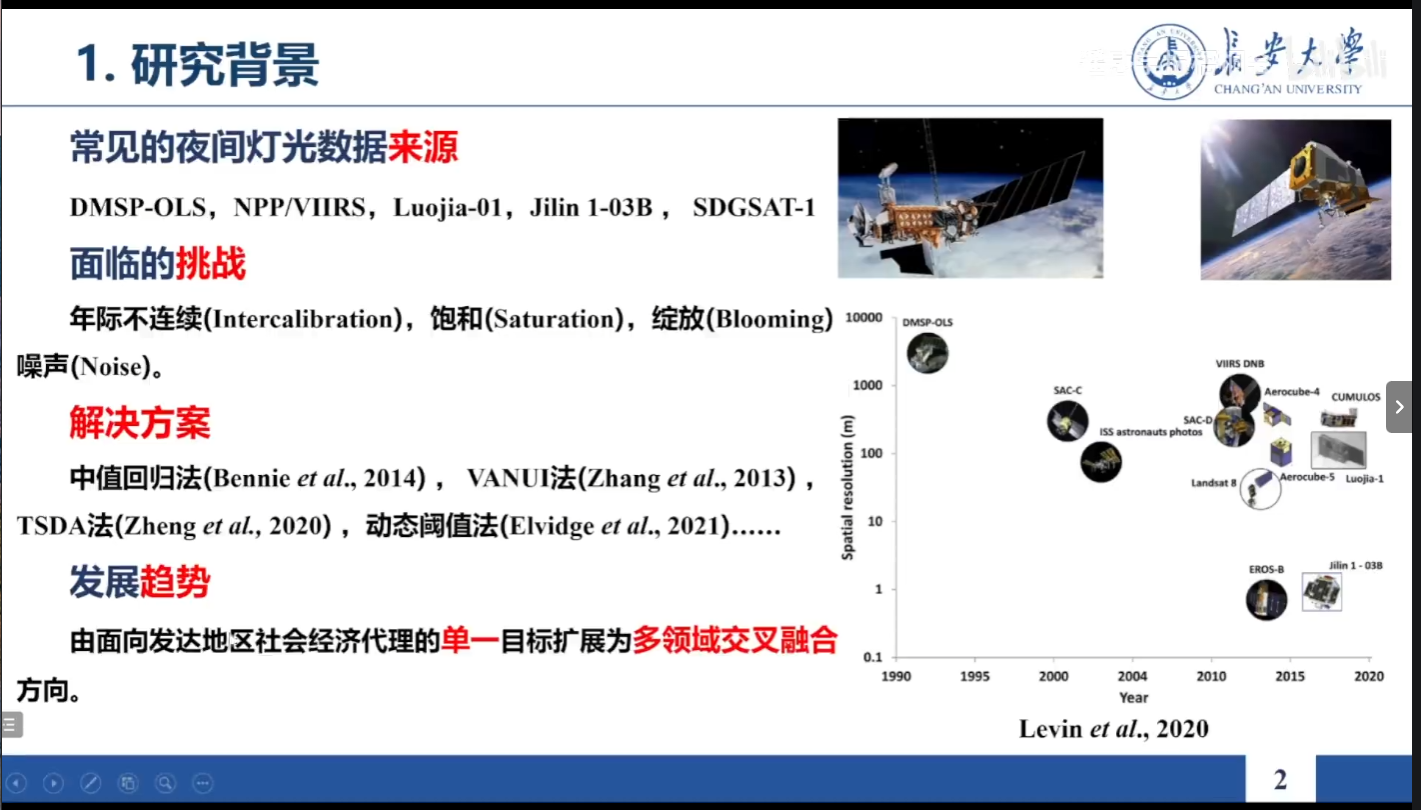 1. 研究背景
長安大學
CHANG'AN UNIVERSITY
bilibili
常见的夜间灯光数据来源
DMSP-OLS，NPP/VIIRS，Luojia-01，Jilin 1-03B ， SDGSAT-1
面临的挑战
年际不连续(Intercalibration)，饱和(Saturation)，绽放(Blooming)
噪声(Noise)。
解决方案
中值回归法(Bennie et al., 2014) ， VANUI法(Zhang et al., 2013) ，
TSDA法(Zheng et al., 2020) ，动态阈值法(Elvidge et al., 2021)……
发展趋势
由面向发达地区社会经济代理的单一目标扩展为多领域交叉融合
方向。
Spatial resolution (m)
10000
1000
100
10
1
0.1
DMSP-OLS
SAC-C
ISS astronauts photos
VIIRS DNB
SAC-D
Aerocube-4
CUMULOS
Landsat 8
Aerocube-5
Luojia-1
EROS-B
Jilin 1 - 03B
1990 1995 2000 2004 2010 2015 2020
Year
Levin et al., 2020
2